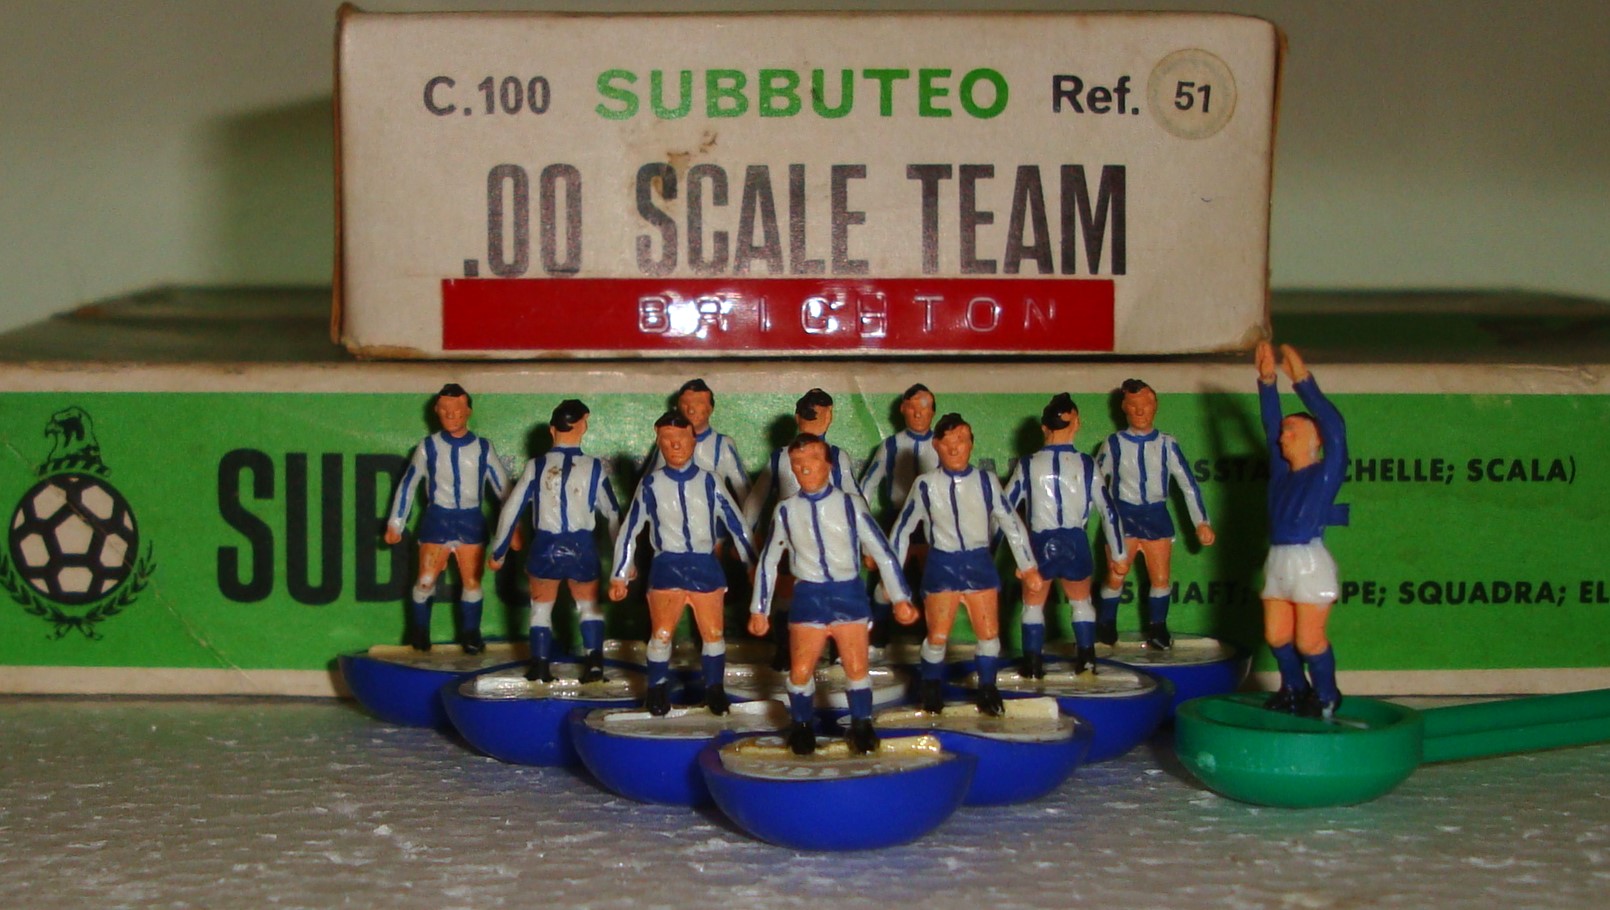 C.100 SUBBUTEO Ref. 51
.00 SCALE TEAM
BRIGHTON
CHELLE; SCALA)
SUB
PE; SQUADRA; EL